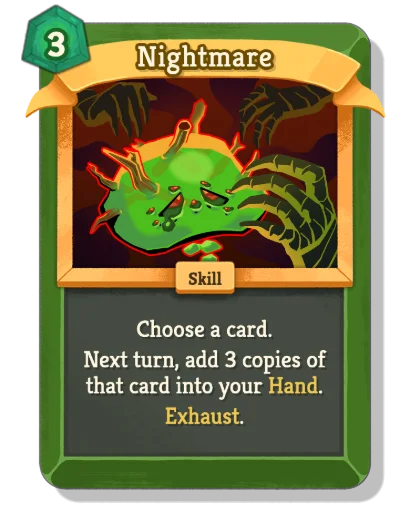 3
Nightmare
Skill
Choose a card.
Next turn, add 3 copies of
that card into your Hand.
Exhaust.